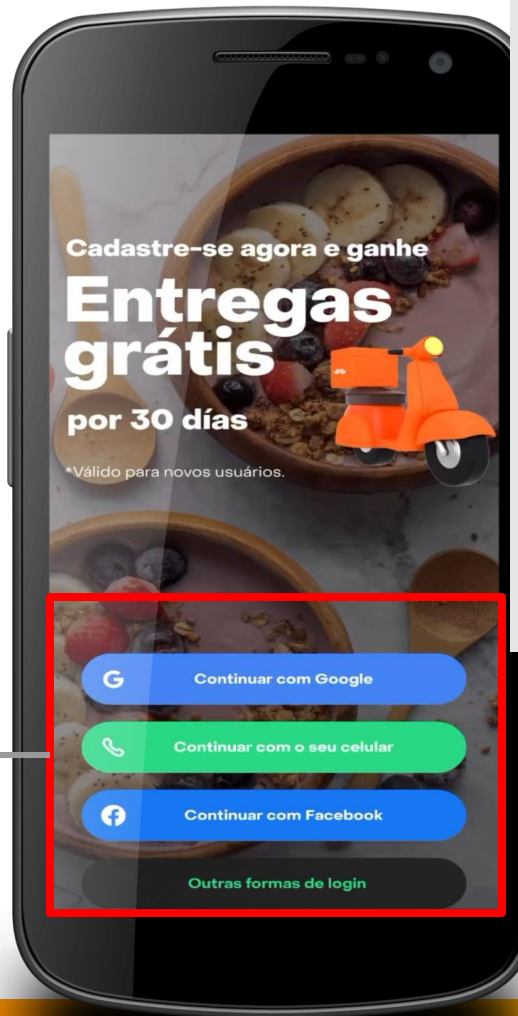 Cadastre-se agora e ganhe
Entregas
grátis
por 30 días
*Válido para novos usuários.
Continuar com Google
Continuar com o seu celular
Continuar com Facebook
Outras formas de login